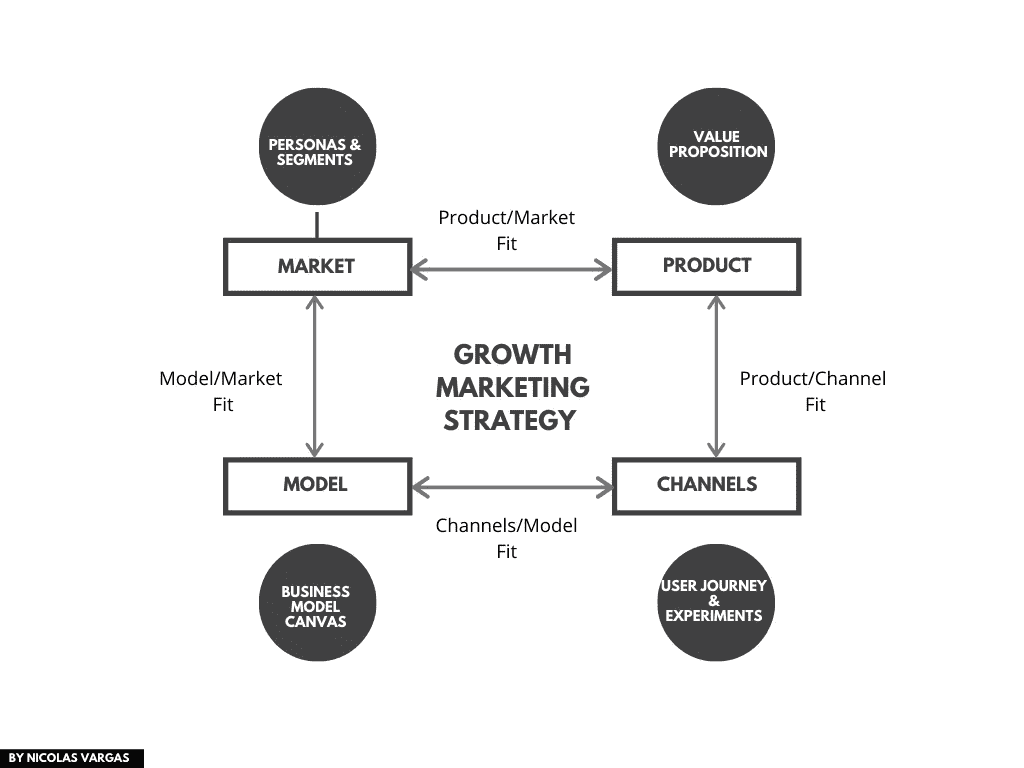 PERSONAS &
SEGMENTS
VALUE
PROPOSITION
Product/Market
Fit
MARKET
PRODUCT
GROWTH
MARKETING
STRATEGY
Model/Market
Fit
Product/Channel
Fit
MODEL
CHANNELS
Channels/Model
Fit
BUSINESS
MODEL
CANVAS
USER JOURNEY
&
EXPERIMENTS
BY NICOLAS VARGAS